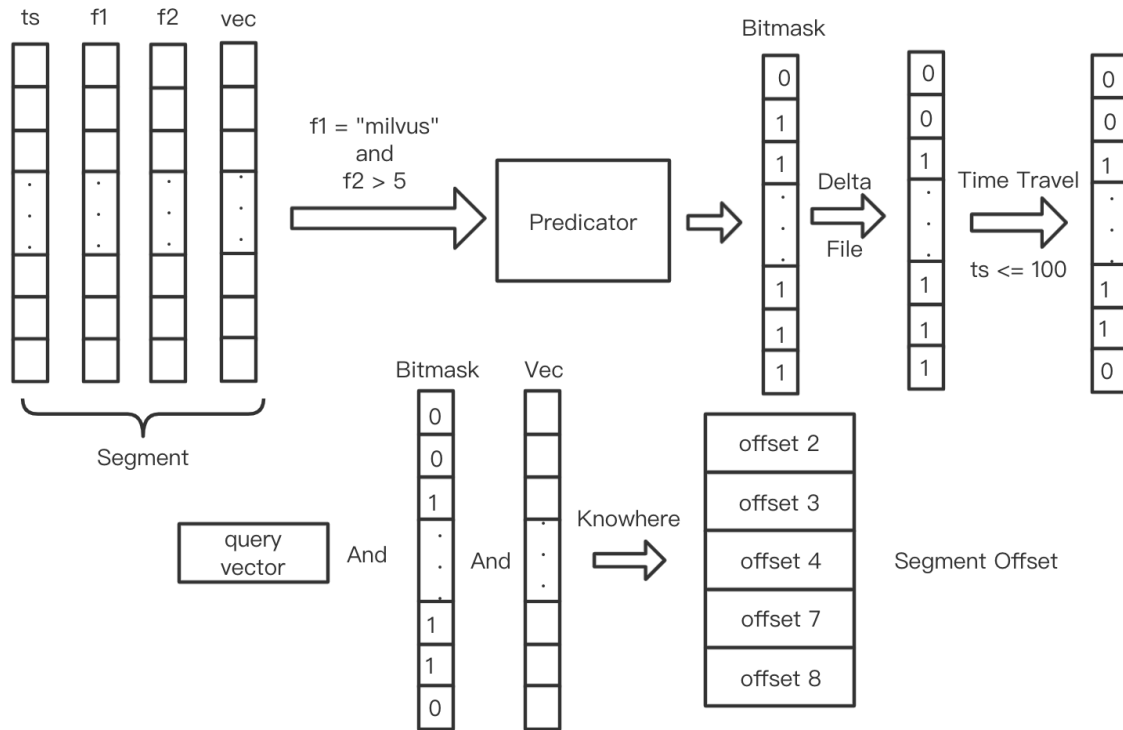 ts f1 f2 vec
f1 = "milvus"
and
f2 > 5
Predicator
Bitmask
0
1
1
1
1
1
Delta
File
0
0
1
1
1
1
Time Travel
ts <= 100
0
0
1
1
1
0
Segment
query
vector
And
Bitmask
0
0
1
1
1
0
And
Vec
Knowhere
offset 2
offset 3
offset 4
offset 7
offset 8
Segment Offset